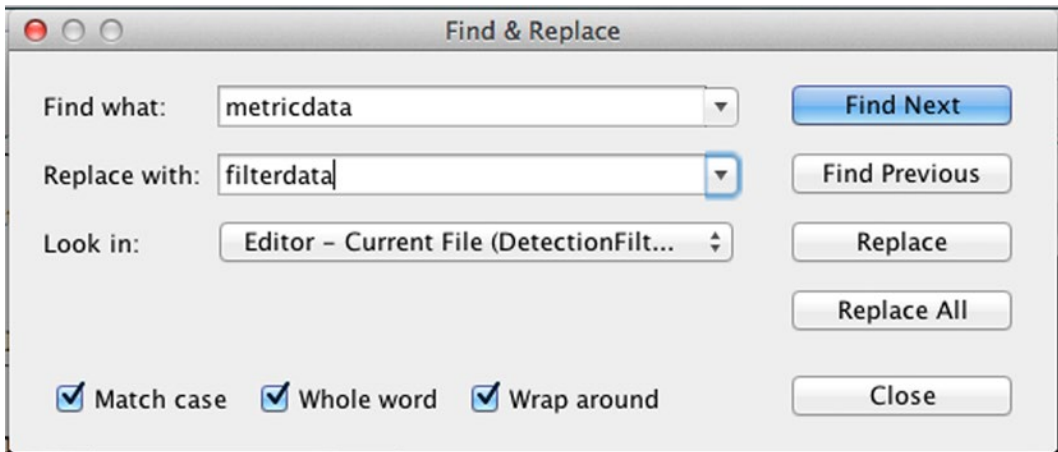 Find & Replace
Find what: metricdata Find Next
Replace with: filterdata Find Previous
Look in: Editor – Current File (DetectionFilt... Replace
Replace All
Match case Whole word Wrap around Close